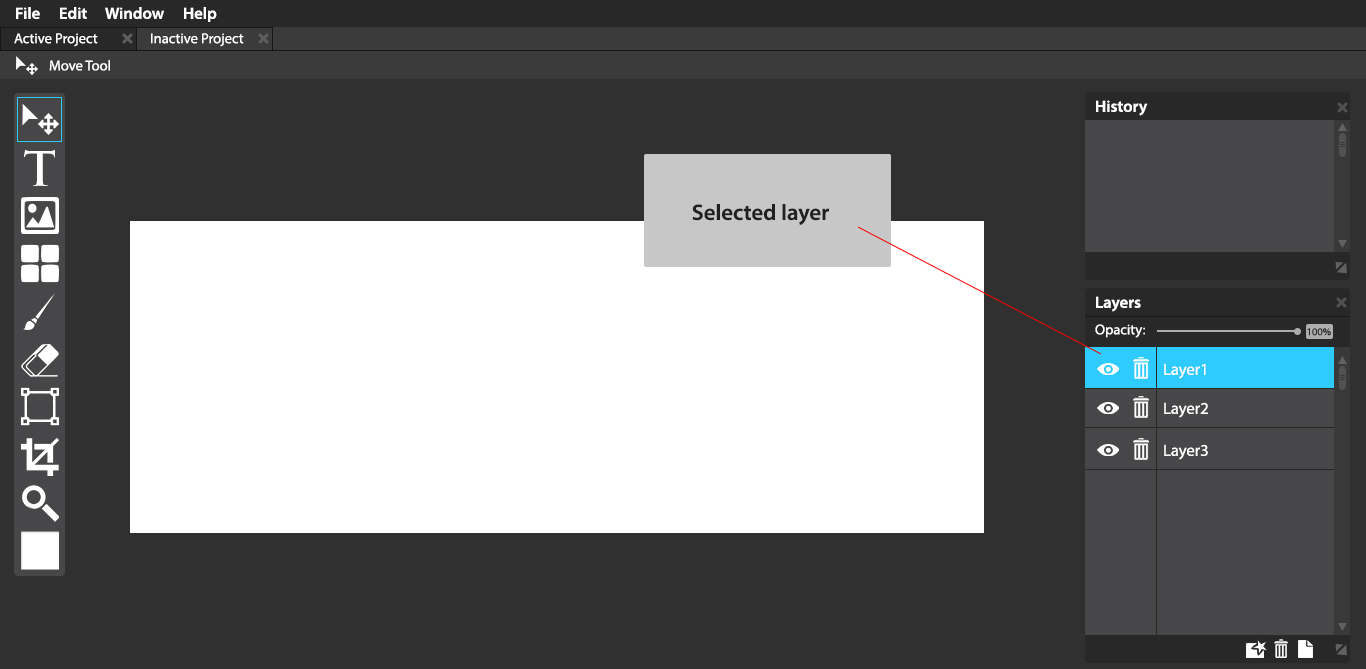 File Edit Window Help
Active Project Inactive Project
Move Tool
T
History
Selected layer
Layers
Opacity: 100%
Layer1
Layer2
Layer3